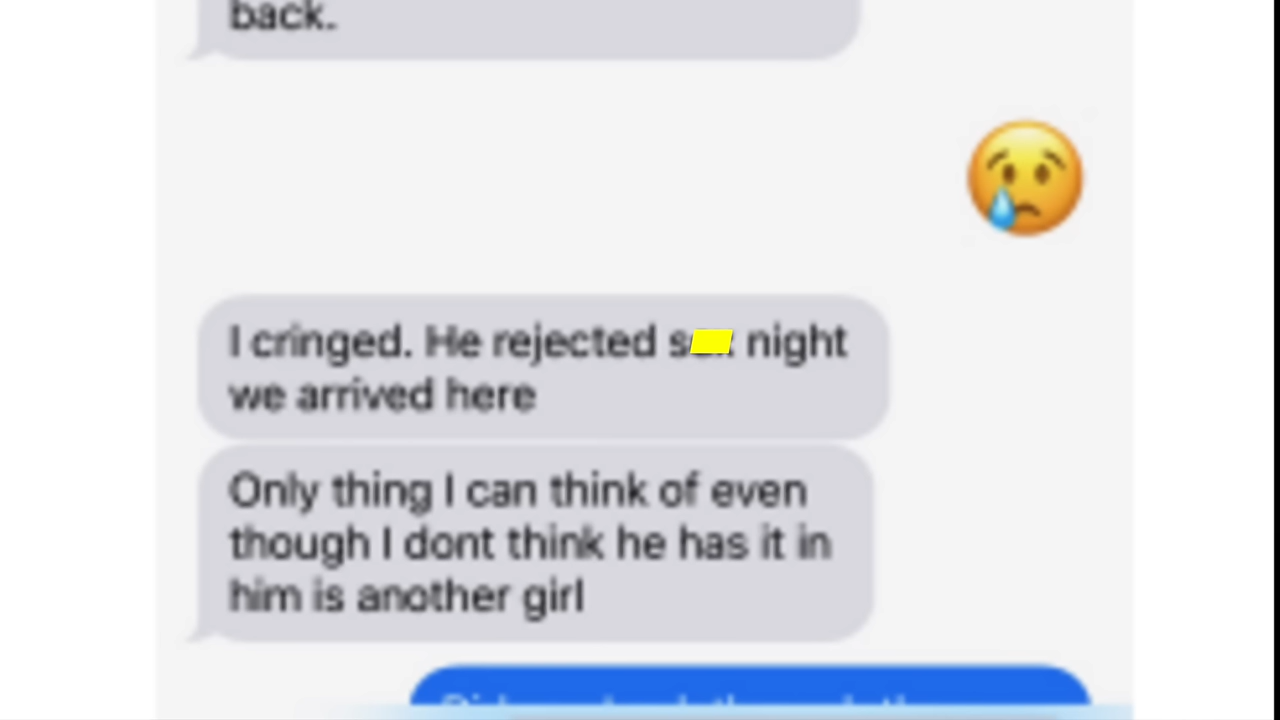 back.
😢
I cringed. He rejected night
we arrived here
Only thing I can think of even
though I dont think he has it in
him is another girl